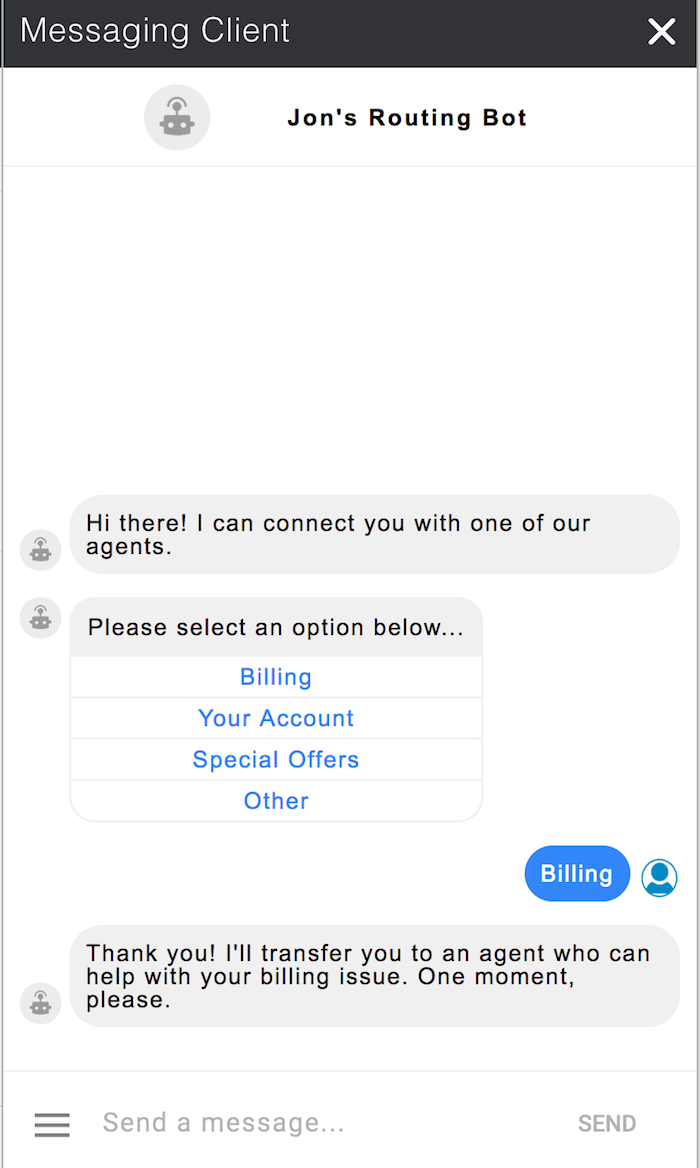 Messaging Client
Jon's Routing Bot
Hi there! I can connect you with one of our
agents.
Please select an option below...
Billing
Your Account
Special Offers
Other
Billing
Thank you! I'll transfer you to an agent who can
help with your billing issue. One moment,
please.
Send a message...
SEND